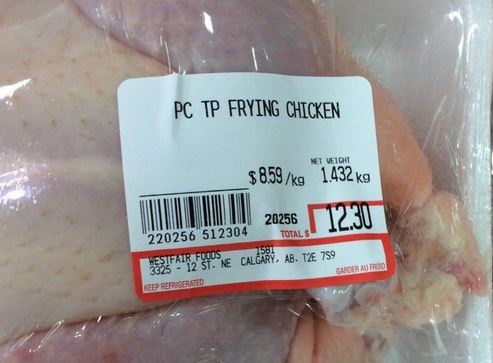 PC TP FRYING CHICKEN
NET WEIGHT
$8.59/kg 1.432 kg
220256 512304
20256
TOTAL $ 12.30
WESTFAIR FOODS 1581
3325 - 12 ST. NE CALGARY, AB. T2E 7S9
KEEP REFRIGERATED GARDER AU FROID